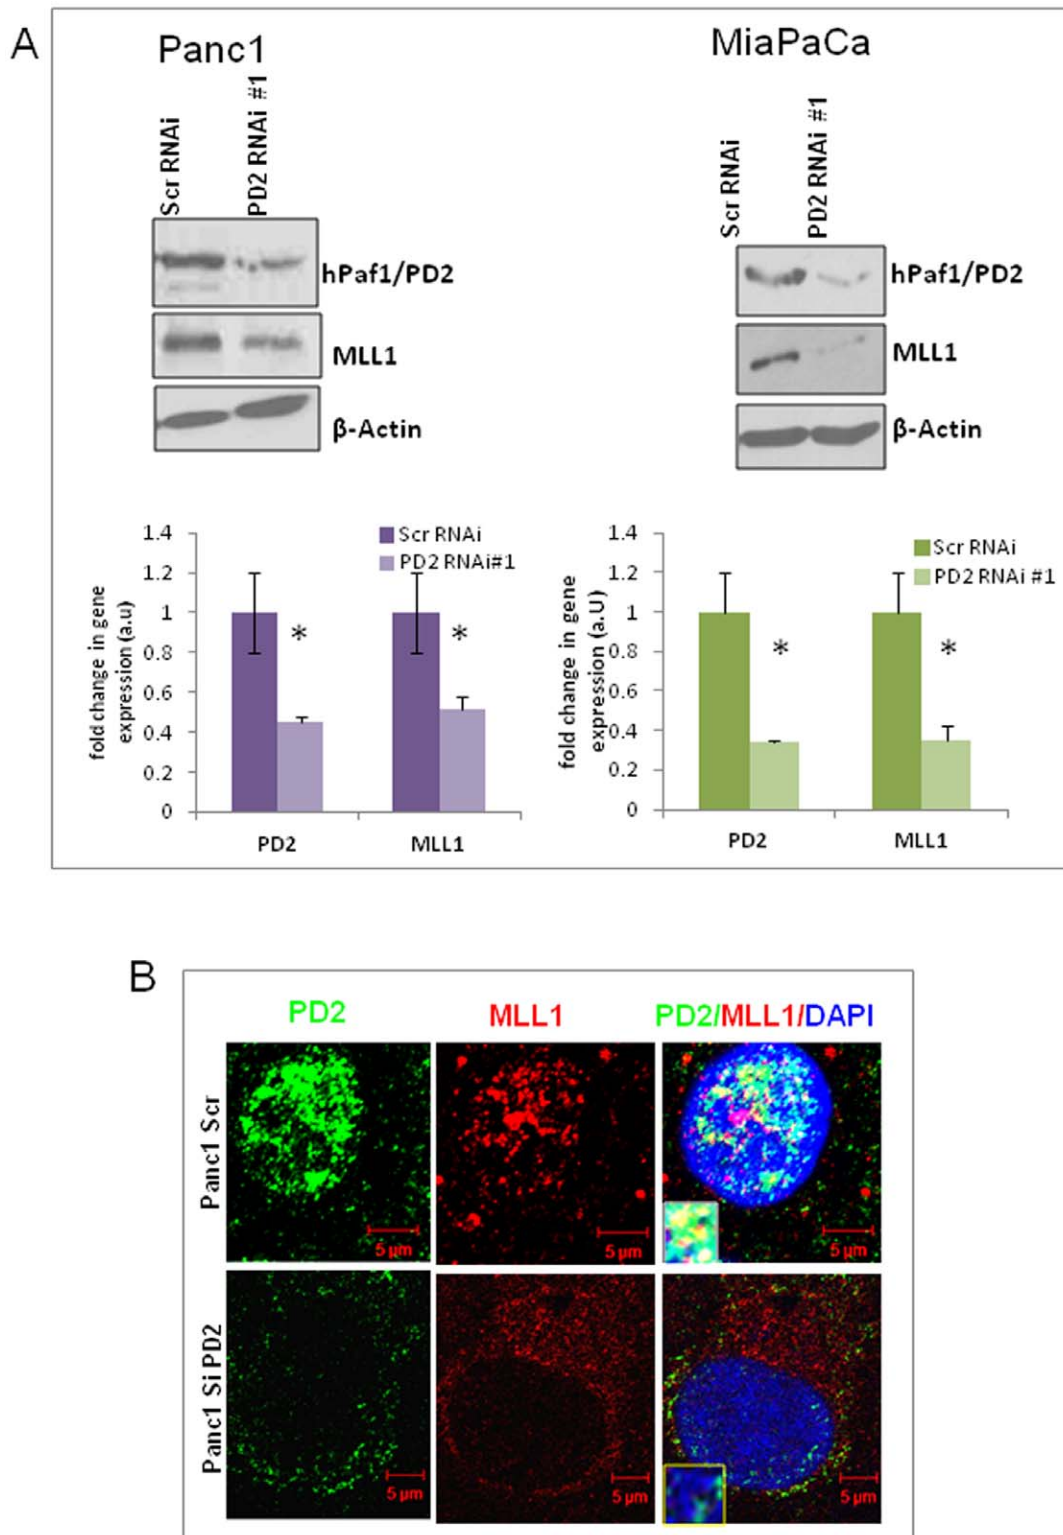 A
Panc1
MiaPaCa
Scr RNAi
PD2 RNAi #1
hPaf1/PD2
MLL1
β-Actin
Scr RNAi
PD2 RNAi #1
hPaf1/PD2
MLL1
β-Actin
fold change in gene
expression (a.u)
1.4
1.2
1
0.8
0.6
0.4
0.2
0
Scr RNAi
PD2 RNAi#1
*
*
PD2
MLL1
fold change in gene
expression (a.U)
1.4
1.2
1
0.8
0.6
0.4
0.2
0
Scr RNAi
PD2 RNAi #1
*
*
PD2
MLL1
B
PD2
MLL1
PD2/MLL1/DAPI
Panc1 Scr
5 µm
5 µm
5 µm
Panc1 Si PD2
5 µm
5 µm
5 µm